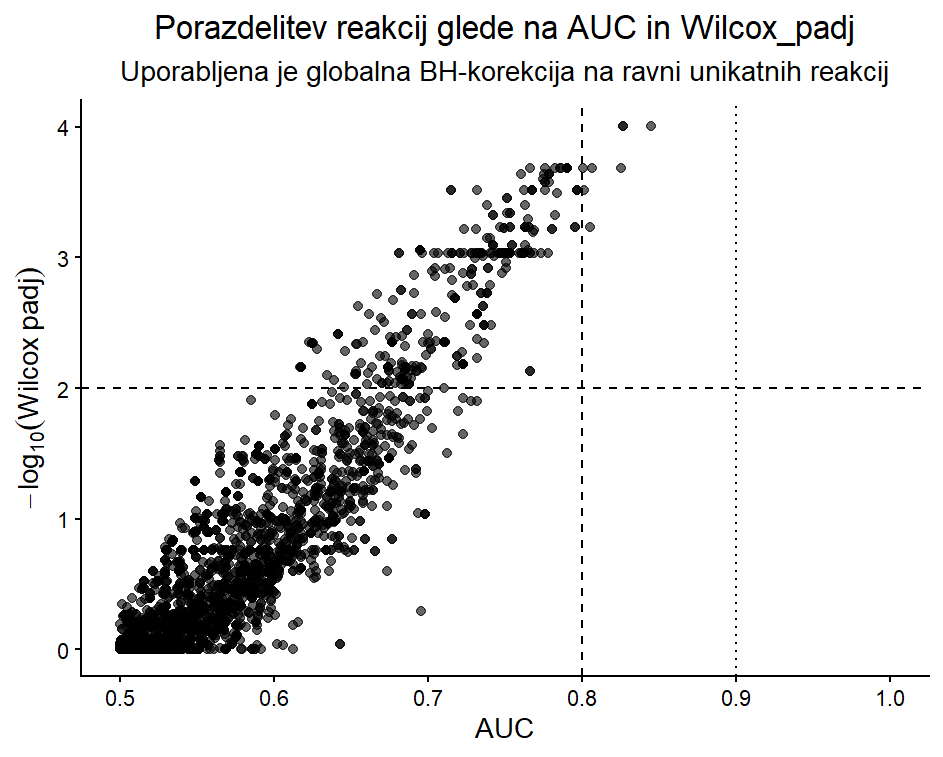 Porazdelitev reakcij glede na AUC in Wilcox_padj
Uporabljena je globalna BH-korekcija na ravni unikatnih reakcij
− log₁₀(Wilcox padj)
4
3
2
1
0
0.5 0.6 0.7 0.8 0.9 1.0
AUC